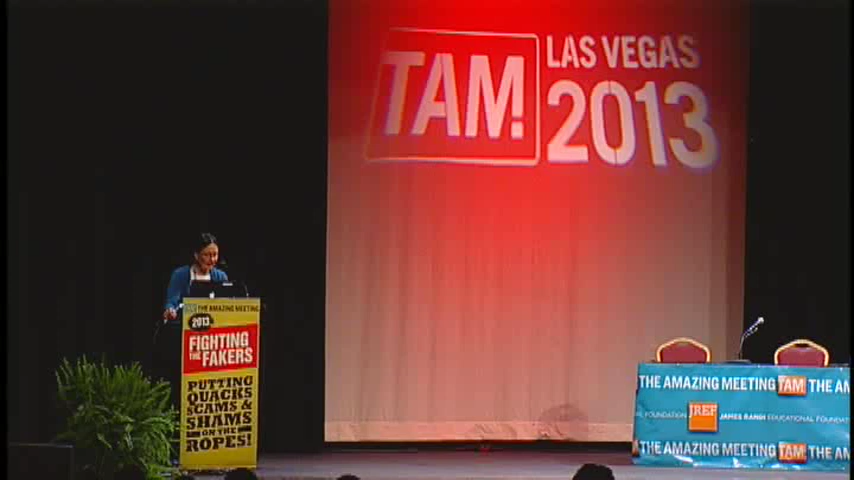 TAM!
LAS VEGAS
2013
THE AMAZING MEETING
2013
FIGHTING
THE FAKERS
PUTTING
QUACKS
SCAMS &
SHAMS
ON THE
ROPES!
THE AMAZING MEETING TAM! THE AM
FOUNDATION JREF JAMES RANDI EDUCATIONAL FOUNDAT
THE AMAZING MEETING TAM! THE AM